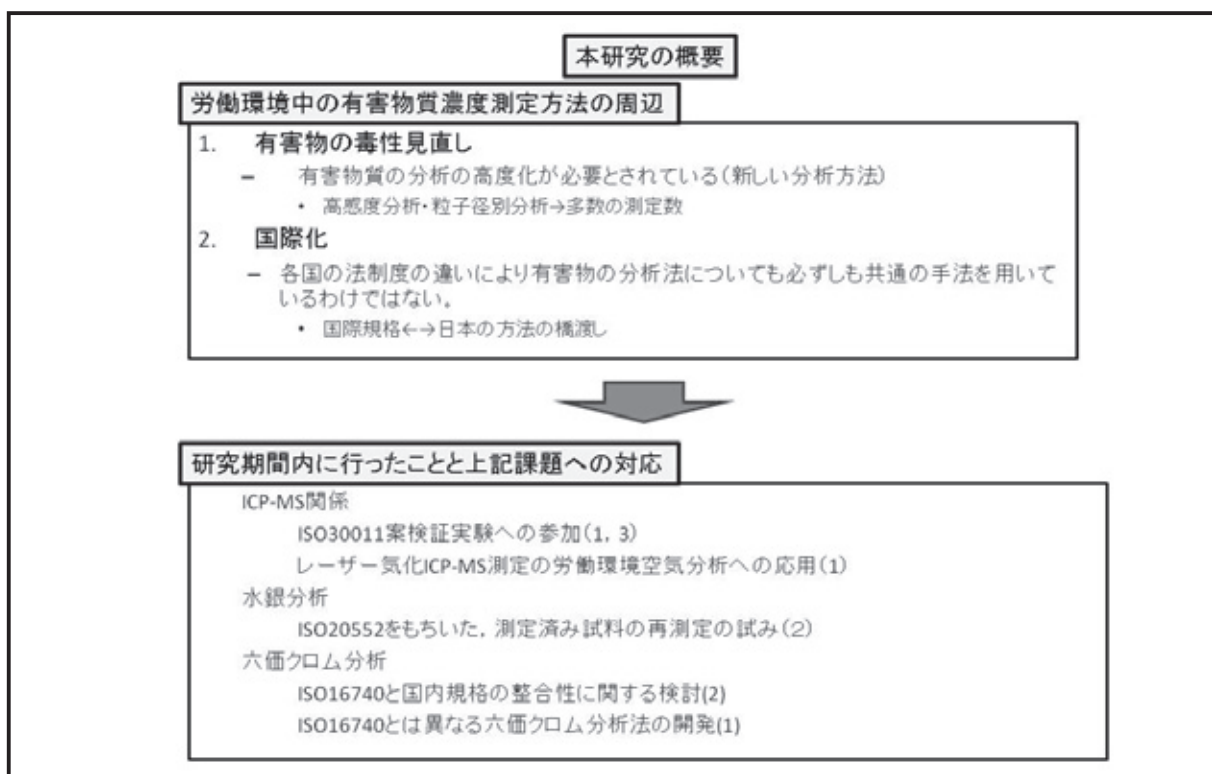 本研究の概要
労働環境中の有害物質濃度測定方法の周辺
1. 有害物の毒性見直し
– 有害物質の分析の高度化が必要とされている(新しい分析方法)
• 高感度分析・粒子径別分析→多数の測定数
2. 国際化
– 各国の法制度の違いにより有害物の分析法についても必ずしも共通の手法を用いて
いるわけではない。
• 国際規格←→日本の方法の橋渡し
研究期間内に行ったことと上記課題への対応
ICP-MS関係
ISO30011案検証実験への参加(1, 3)
レーザー気化ICP-MS測定の労働環境空気分析への応用(1)
水銀分析
ISO20552をもちいた, 測定済み試料の再測定の試み(2)
六価クロム分析
ISO16740と国内規格の整合性に関する検討(2)
ISO16740とは異なる六価クロム分析法の開発(1)